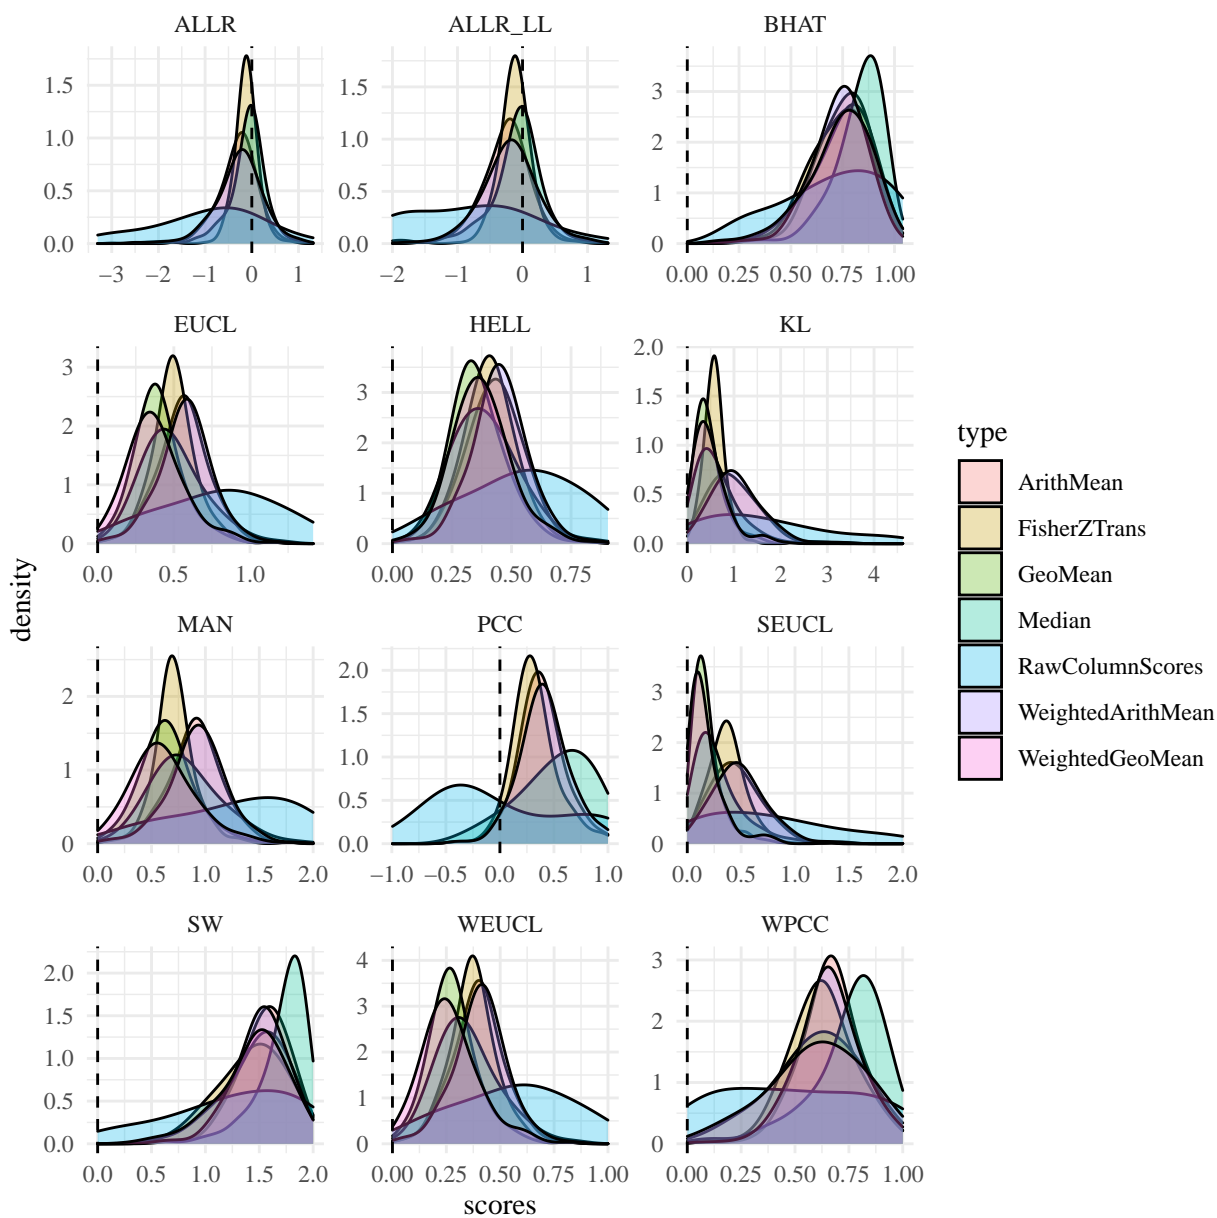 ALLR ALLR_LL BHAT
1.5 1.5 3
1.0 1.0 2
0.5 0.5 1
0.0 0.0 0
−3 −2 −1 0 1 −2 −1 0 1 0.00 0.25 0.50 0.75 1.00
EUCL HELL KL
3 3 2.0
2 2 1.5
1 1 1.0
0 0 0.5
0.0
0.0 0.5 1.0 0.00 0.25 0.50 0.75 0 1 2 3 4
MAN PCC SEUCL
2 2.0 3
1 1.5 2
0 1.0 1
0.5 0
0.0
0.0 0.5 1.0 1.5 2.0 −1.0 −0.5 0.0 0.5 1.0 0.0 0.5 1.0 1.5 2.0
SW WEUCL WPCC
2.0 4 3
1.5 3 2
1.0 2 1
0.5 1 0
0.0 0
0.0 0.5 1.0 1.5 2.0 0.00 0.25 0.50 0.75 1.00 0.00 0.25 0.50 0.75 1.00
scores
density
type
ArithMean
FisherZTrans
GeoMean
Median
RawColumnScores
WeightedArithMean
WeightedGeoMean